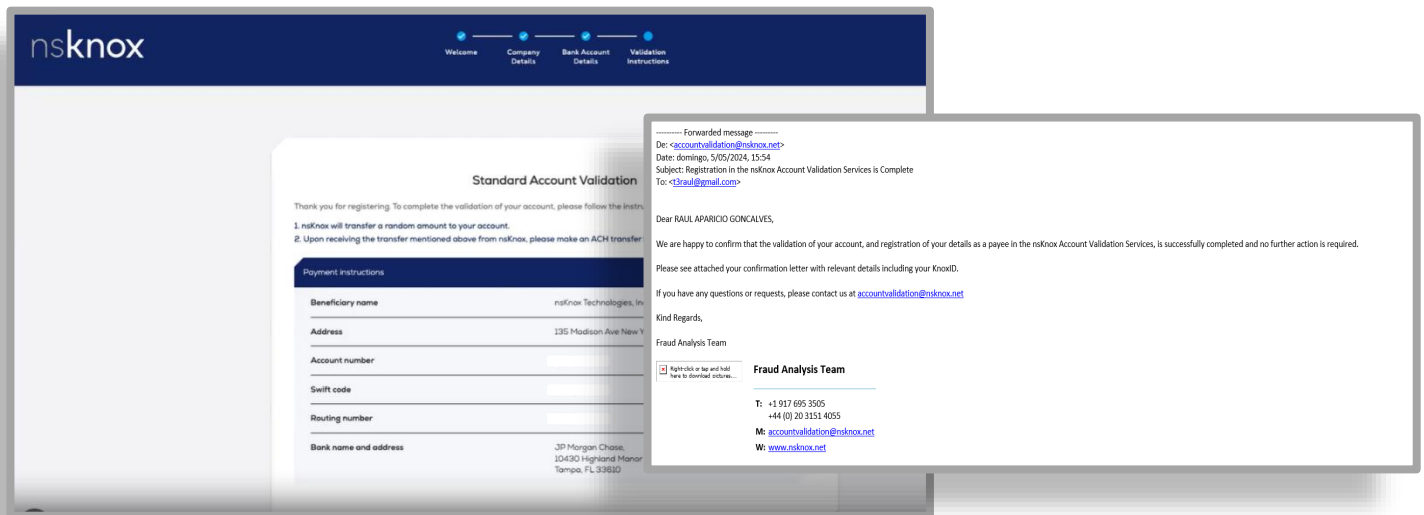 nsknox
Welcome
Company
Details
Bank Account
Details
Validation
Instructions
Standard Account Validation
Thank you for registering. To complete the validation of your account, please follow the
1. nsKnox will transfer a random amount to your account.
2. Upon receiving the transfer mentioned above from nsKnox, please make an ACH transfer
Payment instructions
Beneficiary name
nsKnox Technologies,
Address
135 Madison Ave New
Account number
Swift code
Routing number
Bank name and address
JP Morgan Chase,
10430 Highland Manor
Tampa, FL 33610
---------- Forwarded message ---------
De: <accountvalidation@nsknox.net>
Date: domingo, 5/05/2024, 15:54
Subject: Registration in the nsKnox Account Validation Services is Complete
To: <t3raul@gmail.com>
Dear RAUL APARICIO GONCALVES,
We are happy to confirm that the validation of your account, and registration of your details as a payee in the nsKnox Account Validation Services, is successfully completed and no further action is required.
Please see attached your confirmation letter with relevant details including your KnoxID.
If you have any questions or requests, please contact us at accountvalidation@nsknox.net
Kind Regards,
Fraud Analysis Team
Right-click or tap and hold
here to download pictures....
Fraud Analysis Team
T: +1 917 695 3505
+44 (0) 20 3151 4055
M: accountvalidation@nsknox.net
W: www.nsknox.net